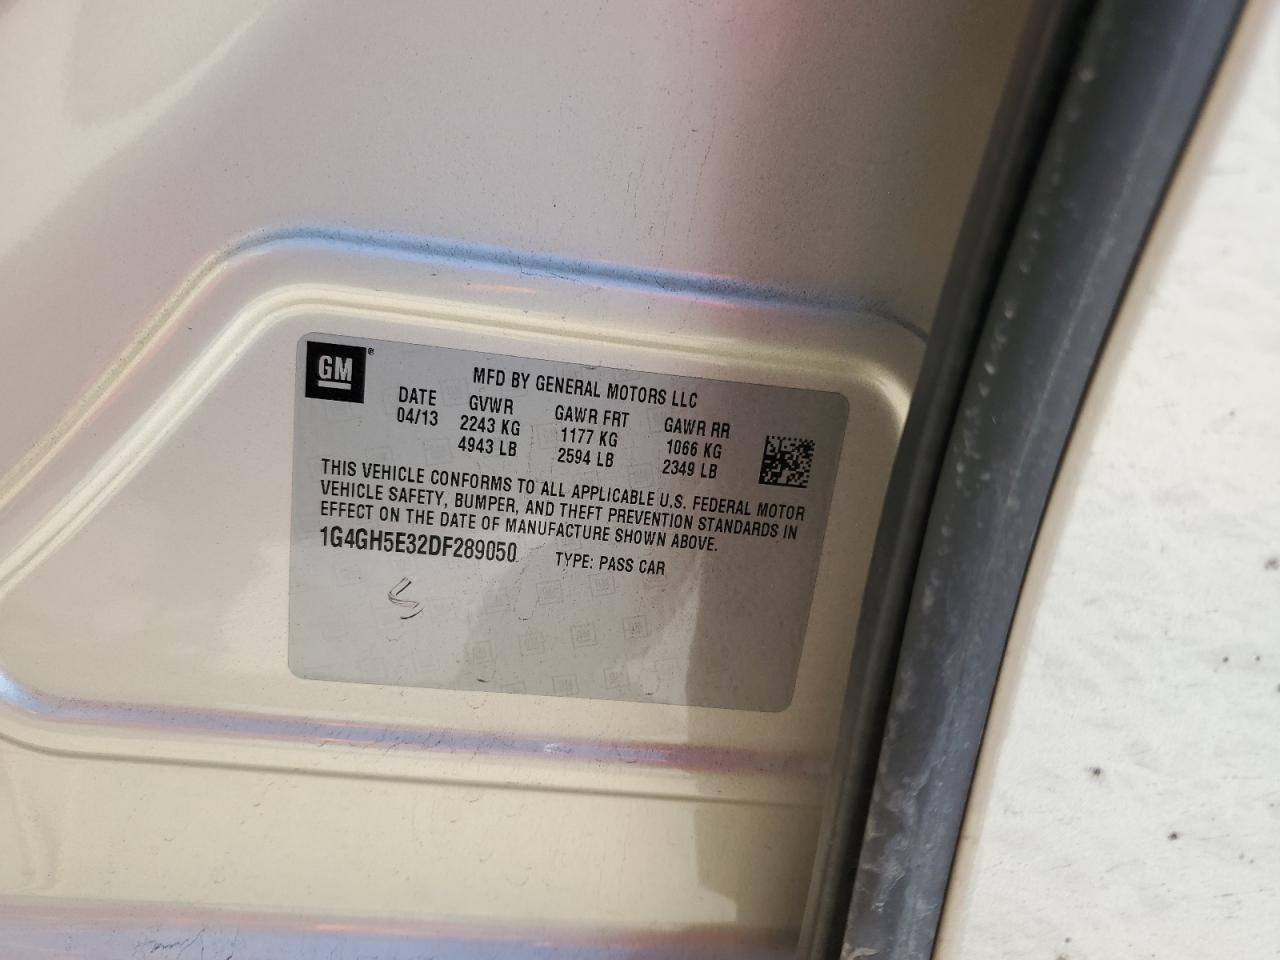 GM®
MFD BY GENERAL MOTORS LLC
DATE GVWR GAWR FRT GAWR RR
04/13 2243 KG 1177 KG 1066 KG
4943 LB 2594 LB 2349 LB
THIS VEHICLE CONFORMS TO ALL APPLICABLE U.S. FEDERAL MOTOR
VEHICLE SAFETY, BUMPER, AND THEFT PREVENTION STANDARDS IN
EFFECT ON THE DATE OF MANUFACTURE SHOWN ABOVE.
1G4GH5E32DF289050 TYPE: PASS CAR